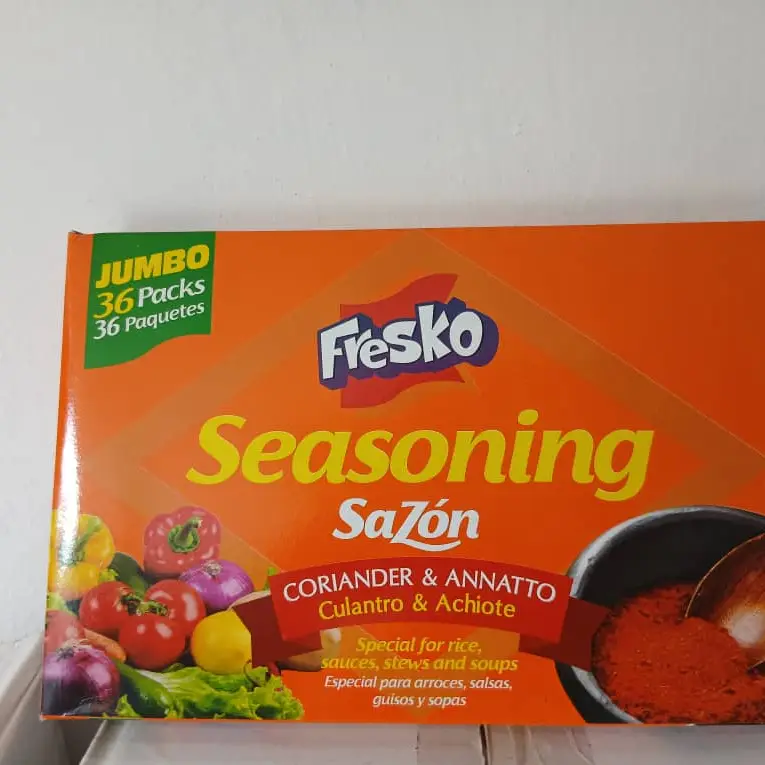 JUMBO
36 Packs
36 Paquetes
Fresko
Seasoning
Sazón
CORIANDER & ANNATTO
Culantro & Achiote
Special for rice,
sauces, stews and soups
Especial para arroces, salsas,
guisos y sopas